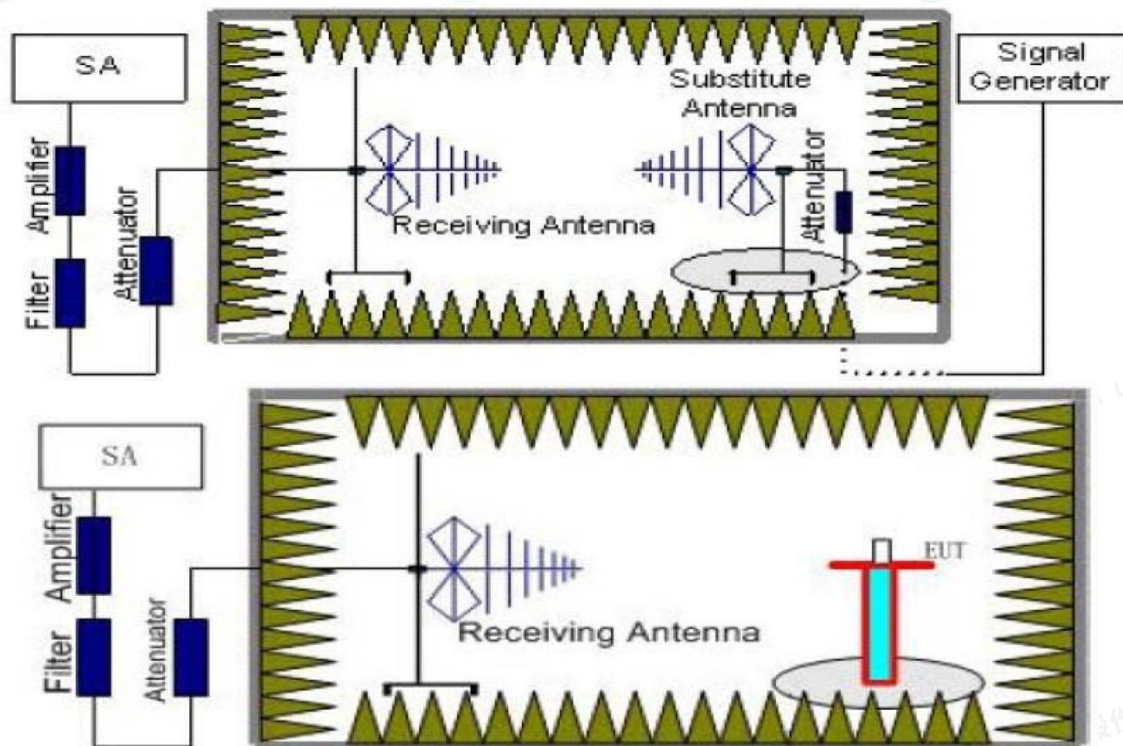 SA
Signal
Generator
Substitute
Antenna
Amplifier
Attenuator
Receiving Antenna
Filter
Attenuator
SA
Amplifier
EUT
Receiving Antenna
Filter
Attenuator